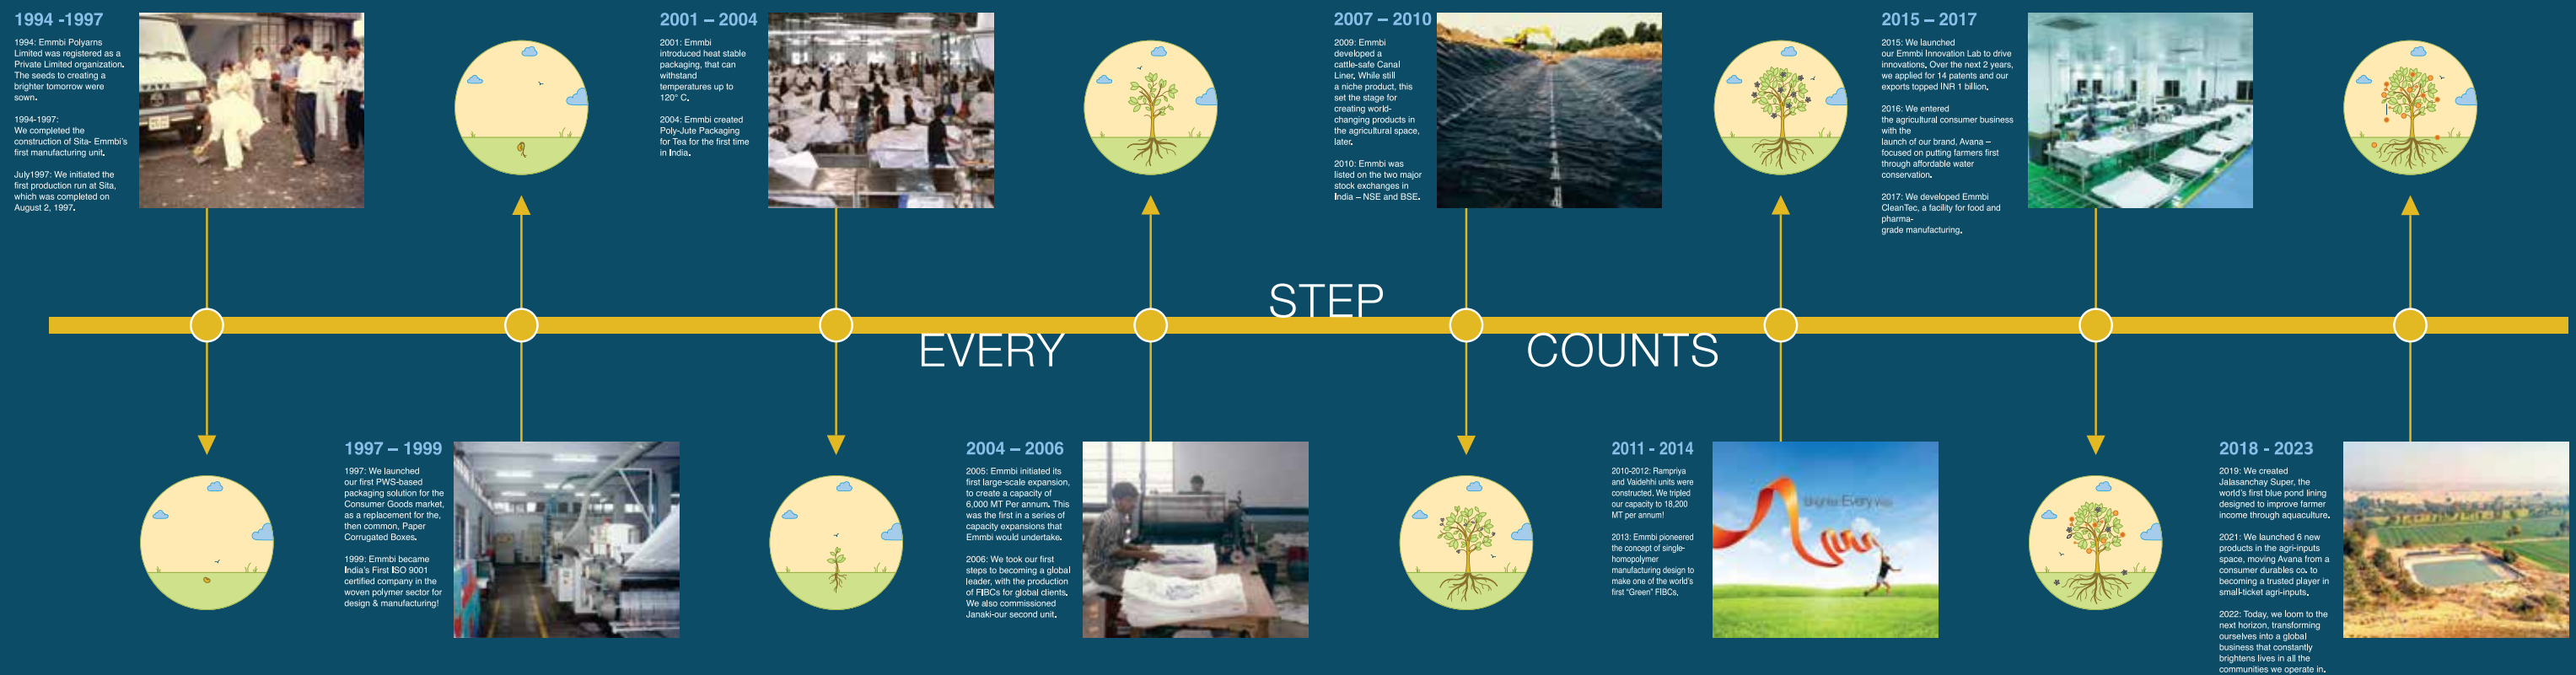 1994 -1997
1994: Emmbi Polyarns
Limited was registered as a
Private Limited organization.
The seeds to creating a
brighter tomorrow were
sown.
1994-1997:
We completed the
construction of Sita- Emmbi's
first manufacturing unit.
July1997: We initiated the
first production run at Sita,
which was completed on
August 2, 1997.
2001 – 2004
2001: Emmbi
introduced heat stable
packaging, that can
withstand
temperatures up to
120° C.
2004: Emmbi created
Poly-Jute Packaging
for Tea for the first time
in India.
2007 – 2010
2009: Emmbi
developed a
cattle-safe Canal
Liner. While still
a niche product, this
set the stage for
creating world-
changing products in
the agricultural space,
later.
2010: Emmbi was
listed on the two major
stock exchanges in
India – NSE and BSE.
2015 – 2017
2015: We launched
our Emmbi Innovation Lab to drive
innovations. Over the next 2 years,
we applied for 14 patents and our
exports topped INR 1 billion.
2016: We entered
the agricultural consumer business
with the
launch of our brand, Avana –
focused on putting farmers first
through affordable water
conservation.
2017: We developed Emmbi
CleanTec, a facility for food and
pharma-
grade manufacturing.
EVERY
STEP
COUNTS
1997 – 1999
1997: We launched
our first PWS-based
packaging solution for the
Consumer Goods market,
as a replacement for the,
then common, Paper
Corrugated Boxes.
1999: Emmbi became
India's First ISO 9001
certified company in the
woven polymer sector for
design & manufacturing!
2004 – 2006
2005: Emmbi initiated its
first large-scale expansion,
to create a capacity of
6,000 MT Per annum. This
was the first in a series of
capacity expansions that
Emmbi would undertake.
2006: We took our first
steps to becoming a global
leader, with the production
of FIBCs for global clients.
We also commissioned
Janaki-our second unit.
2011 - 2014
2010-2012: Rampriya
and Vaidehhi units were
constructed. We tripled
our capacity to 18,200
MT per annum!
2013: Emmbi pioneered
the concept of single-
homopolymer
manufacturing design to
make one of the world's
first "Green" FIBCs.
2018 - 2023
2019: We created
Jalasanchay Super, the
world's first blue pond lining
designed to improve farmer
income through aquaculture.
2021: We launched 6 new
products in the agri-inputs
space, moving Avana from a
consumer durables co. to
becoming a trusted player in
small-ticket agri-inputs.
2022: Today, we loom to the
next horizon, transforming
ourselves into a global
business that constantly
brightens lives in all the
communities we operate in.